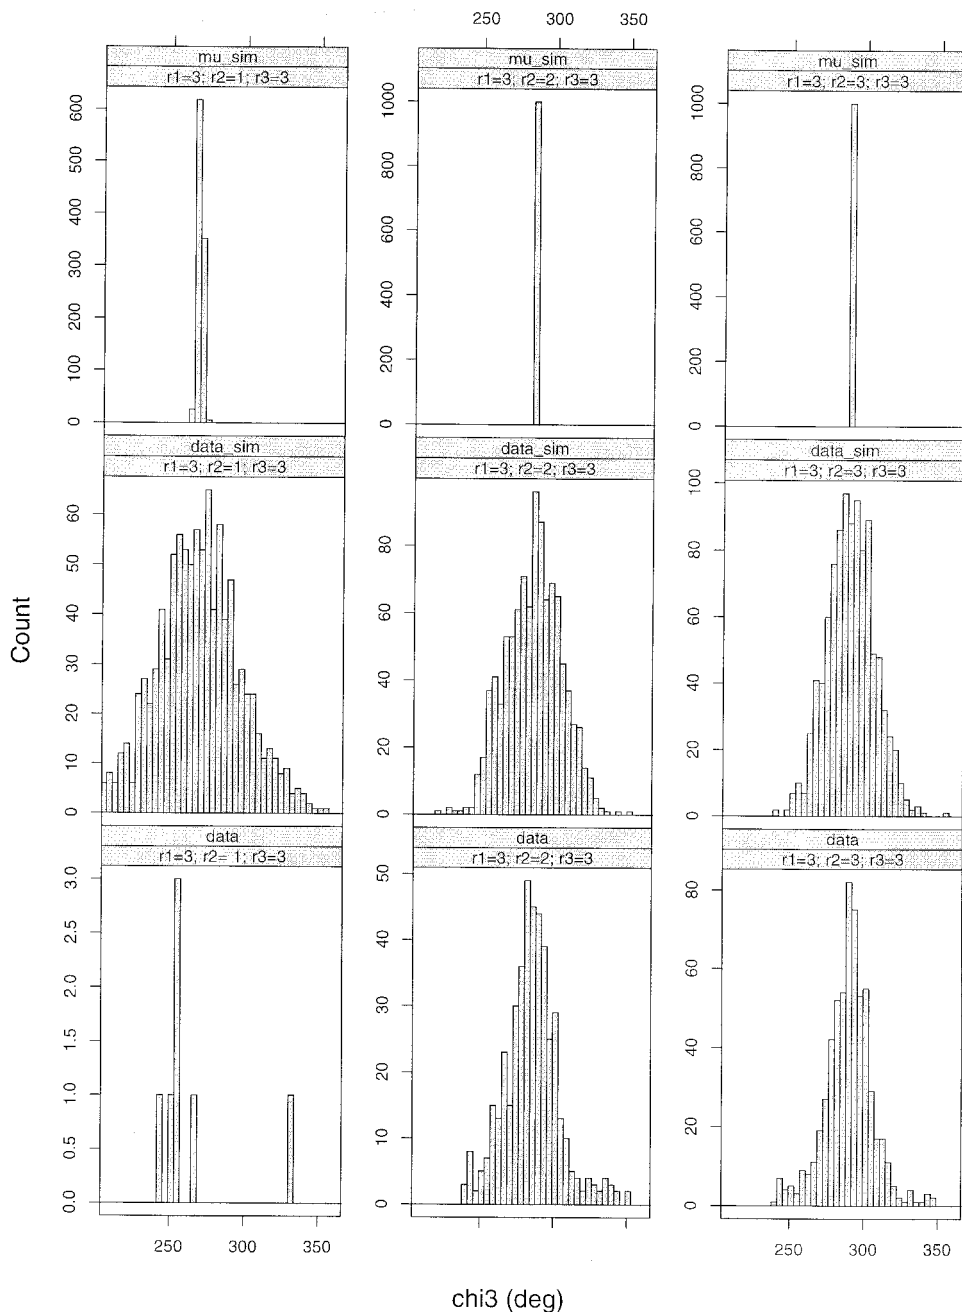 250 300 350
mu_sim
r1=3; r2=1; r3=3
mu_sim
r1=3; r2=2; r3=3
mu_sim
r1=3; r2=3; r3=3
0 100 200 300 400 500 600
0 200 400 600 800 1000
0 200 400 600 800 1000
data_sim
r1=3; r2=1; r3=3
data_sim
r1=3; r2=2; r3=3
data_sim
r1=3; r2=3; r3=3
Count
0 10 20 30 40 50 60
0 20 40 60 80
0 20 40 60 80 100
data
r1=3; r2= 1; r3=3
data
r1=3; r2=2; r3=3
data
r1=3; r2=3; r3=3
0.0 0.5 1.0 1.5 2.0 2.5 3.0
0 10 20 30 40 50
0 20 40 60 80
250 300 350
250 300 350
chi3 (deg)